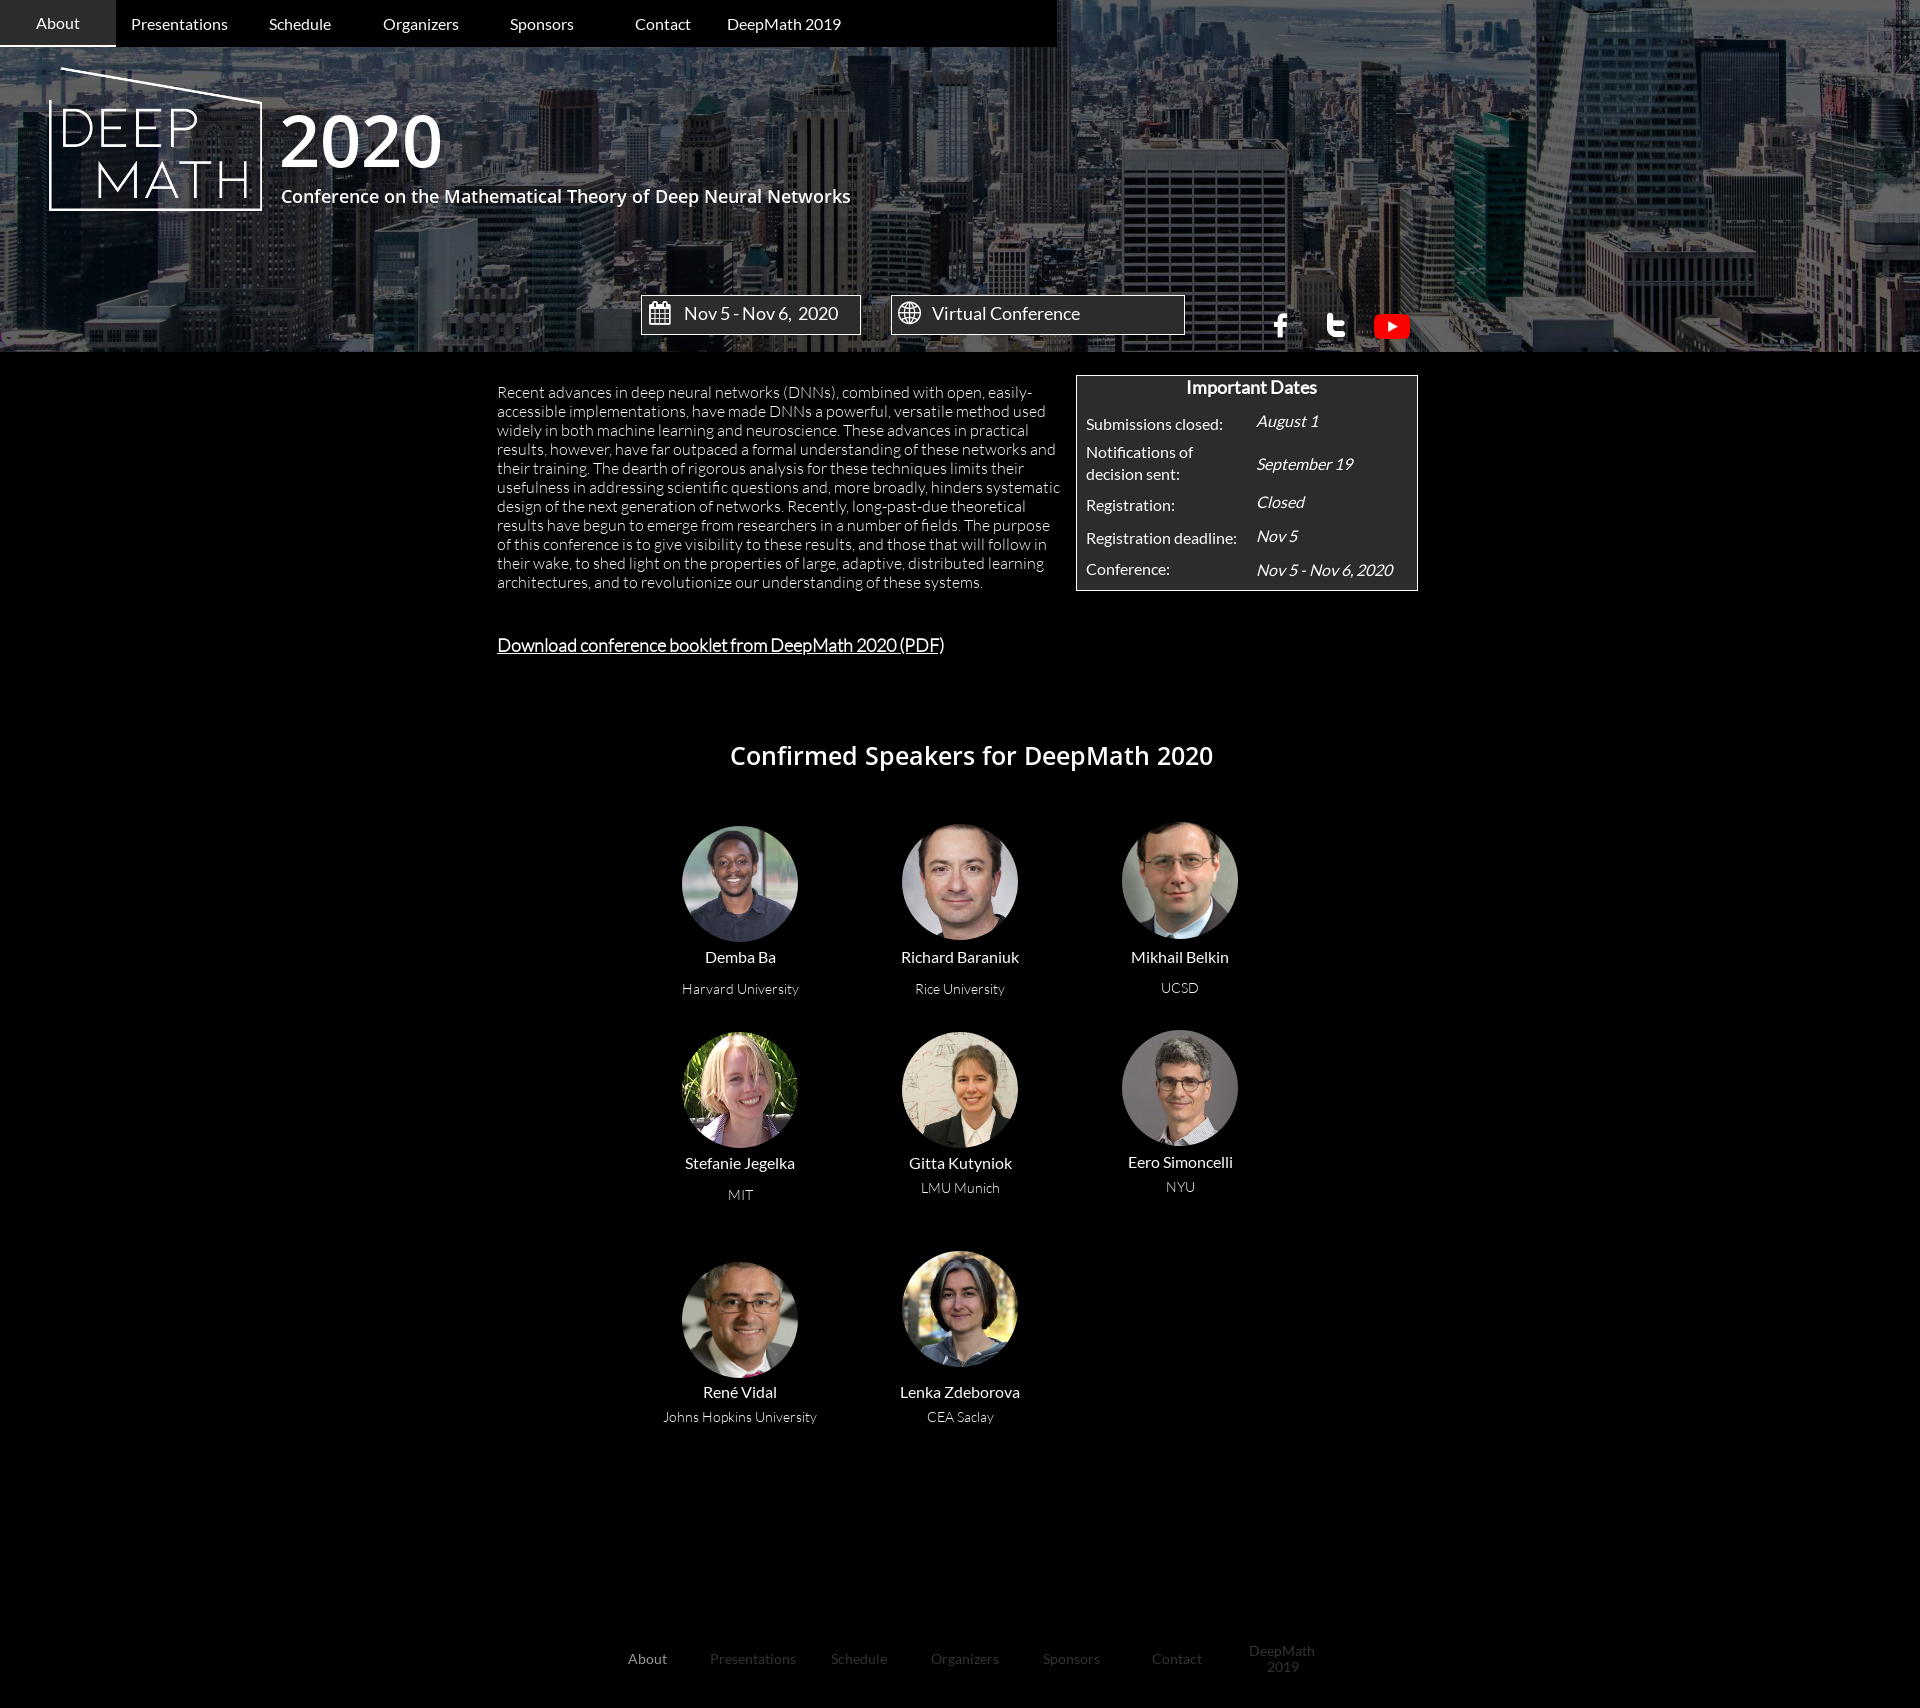 About
Presentations
Schedule
Organizers
Sponsors
Contact
DeepMath 2019
DEEP
MATH
2020
Conference on the Mathematical Theory of Deep Neural Networks
Nov 5 - Nov 6, 2020
Virtual Conference
Recent advances in deep neural networks (DNNs), combined with open, easily-
accessible implementations, have made DNNs a powerful, versatile method used
widely in both machine learning and neuroscience. These advances in practical
results, however, have far outpaced a formal understanding of these networks and
their training. The dearth of rigorous analysis for these techniques limits their
usefulness in addressing scientific questions and, more broadly, hinders systematic
design of the next generation of networks. Recently, long-past-due theoretical
results have begun to emerge from researchers in a number of fields. The purpose
of this conference is to give visibility to these results, and those that will follow in
their wake, to shed light on the properties of large, adaptive, distributed learning
architectures, and to revolutionize our understanding of these systems.
Important Dates
Submissions closed:
August 1
Notifications of
decision sent:
September 19
Registration:
Closed
Registration deadline:
Nov 5
Conference:
Nov 5 - Nov 6, 2020
Download conference booklet from DeepMath 2020 (PDF)
Confirmed Speakers for DeepMath 2020
Demba Ba
Harvard University
Richard Baraniuk
Rice University
Mikhail Belkin
UCSD
Stefanie Jegelka
MIT
Gitta Kutyniok
LMU Munich
Eero Simoncelli
NYU
René Vidal
Johns Hopkins University
Lenka Zdeborova
CEA Saclay
About
Presentations
Schedule
Organizers
Sponsors
Contact
DeepMath
2019